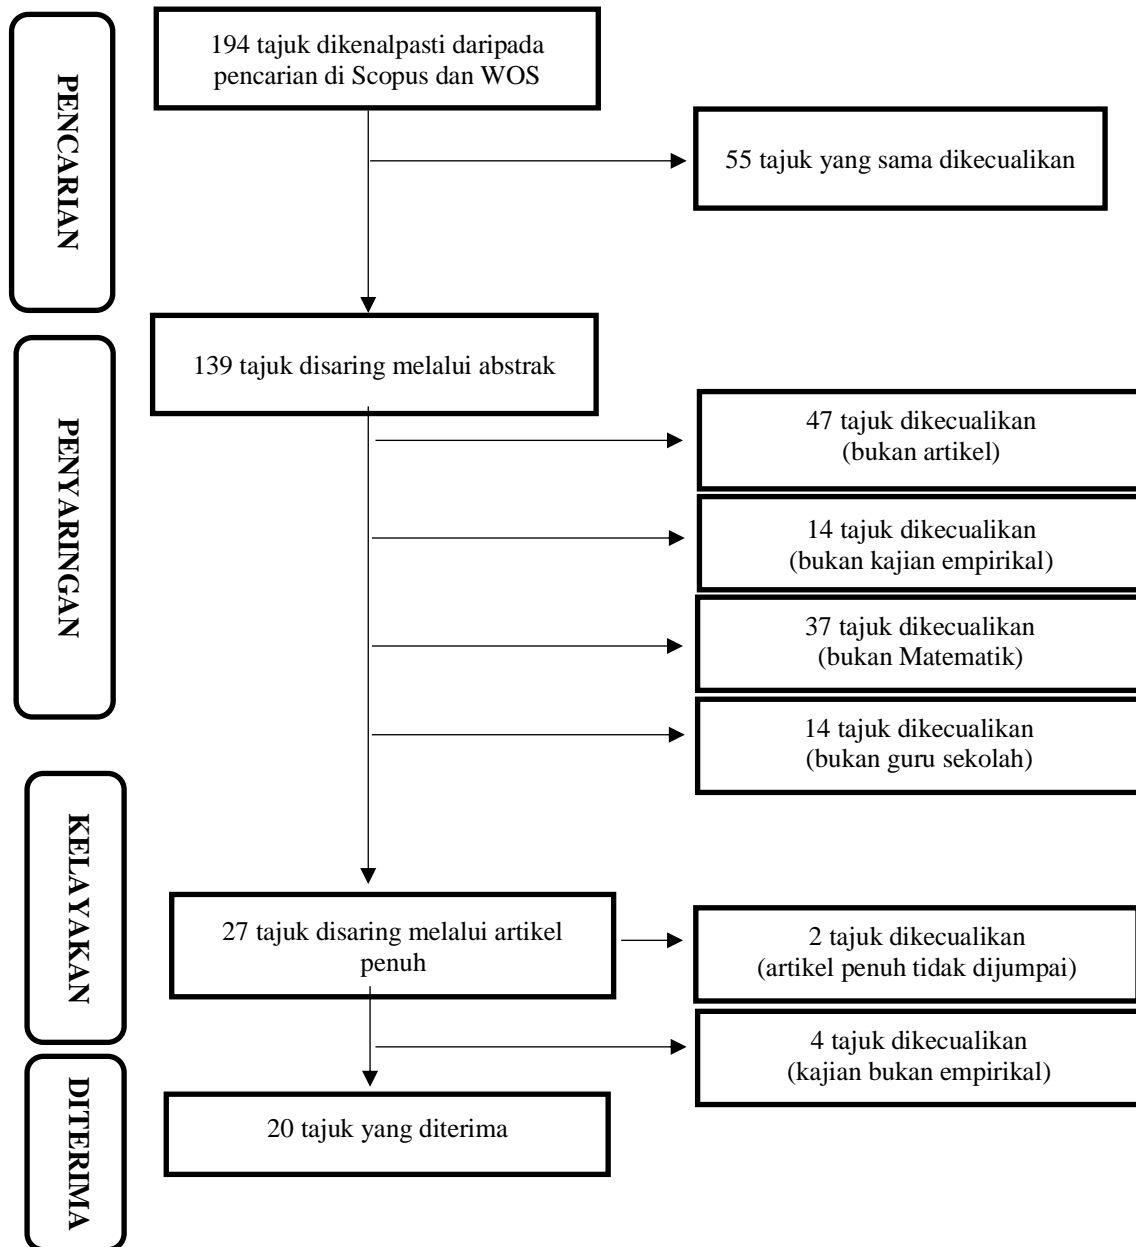 PENCARIAN
194 tajuk dikenalpasti daripada
pencarian di Scopus dan WOS
55 tajuk yang sama dikecualikan
PENYARINGAN
139 tajuk disaring melalui abstrak
47 tajuk dikecualikan
(bukan artikel)
14 tajuk dikecualikan
(bukan kajian empirikal)
37 tajuk dikecualikan
(bukan Matematik)
14 tajuk dikecualikan
(bukan guru sekolah)
KELAYAKAN
27 tajuk disaring melalui artikel
penuh
2 tajuk dikecualikan
(artikel penuh tidak dijumpai)
4 tajuk dikecualikan
(kajian bukan empirikal)
DITERIMA
20 tajuk yang diterima